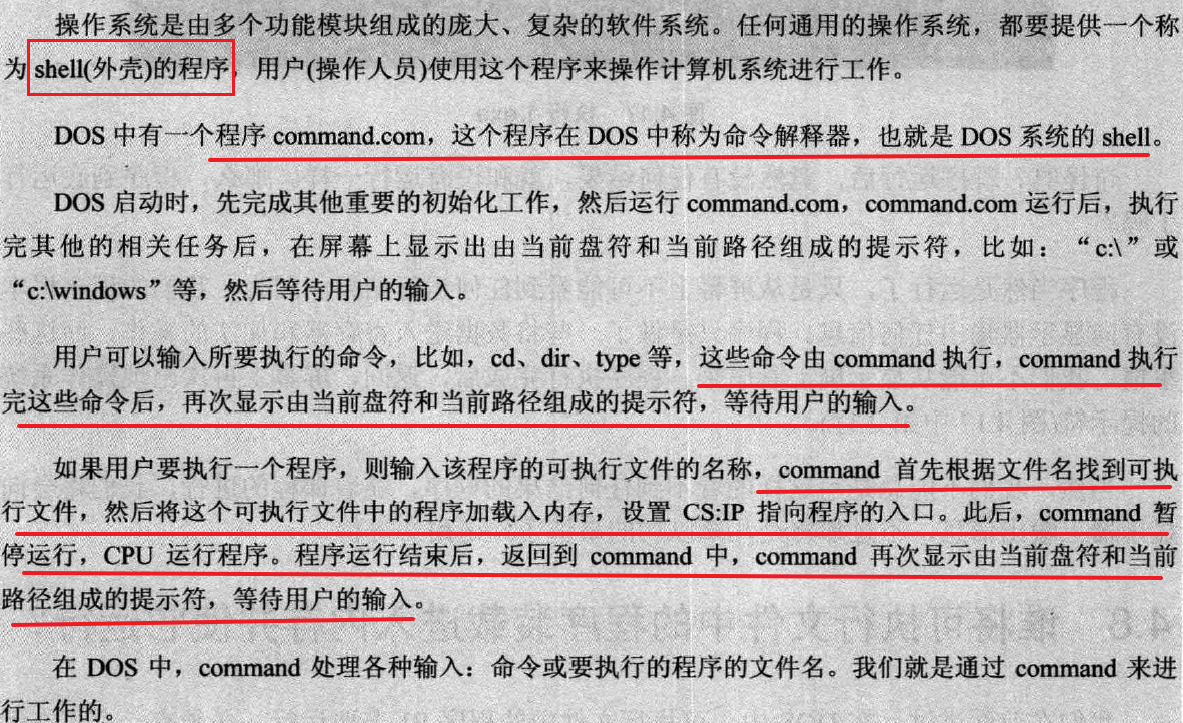 操作系统是由多个功能模块组成的庞大、复杂的软件系统。任何通用的操作系统，都要提供一个称
为 shell(外壳)的程序，用户(操作人员)使用这个程序来操作计算机系统进行工作。
DOS 中有一个程序 command.com，这个程序在 DOS 中称为命令解释器，也就是 DOS 系统的 shell。
DOS 启动时，先完成其他重要的初始化工作，然后运行 command.com，command.com 运行后，执行
完其他的相关任务后，在屏幕上显示出由当前盘符和当前路径组成的提示符，比如：“c:\”或
“c:\windows”等，然后等待用户的输入。
用户可以输入所要执行的命令，比如，cd、dir、type 等，这些命令由 command 执行，command 执行
完这些命令后，再次显示由当前盘符和当前路径组成的提示符，等待用户的输入。
如果用户要执行一个程序，则输入该程序的可执行文件的名称，command 首先根据文件名找到可执
行文件，然后将这个可执行文件中的程序加载入内存，设置 CS:IP 指向程序的入口。此后，command 暂
停运行，CPU 运行程序。程序运行结束后，返回到 command 中，command 再次显示由当前盘符和当前
路径组成的提示符，等待用户的输入。
在 DOS 中，command 处理各种输入：命令或要执行的程序的文件名。我们就是通过 command 来进
行工作的。